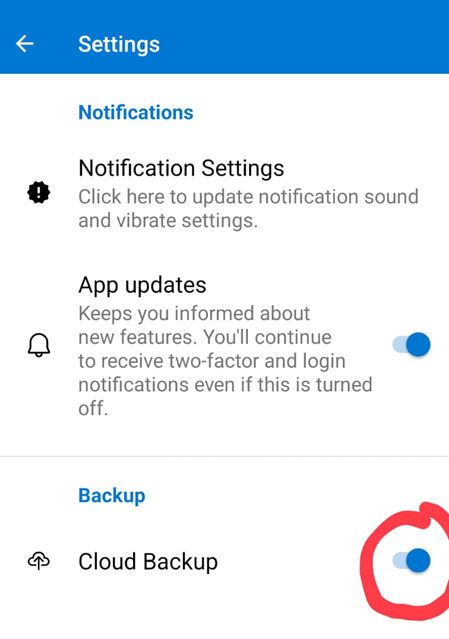 Settings
Notifications
Notification Settings
Click here to update notification sound
and vibrate settings.
App updates
Keeps you informed about
new features. You'll continue
to receive two-factor and login
notifications even if this is turned
off.
Backup
Cloud Backup